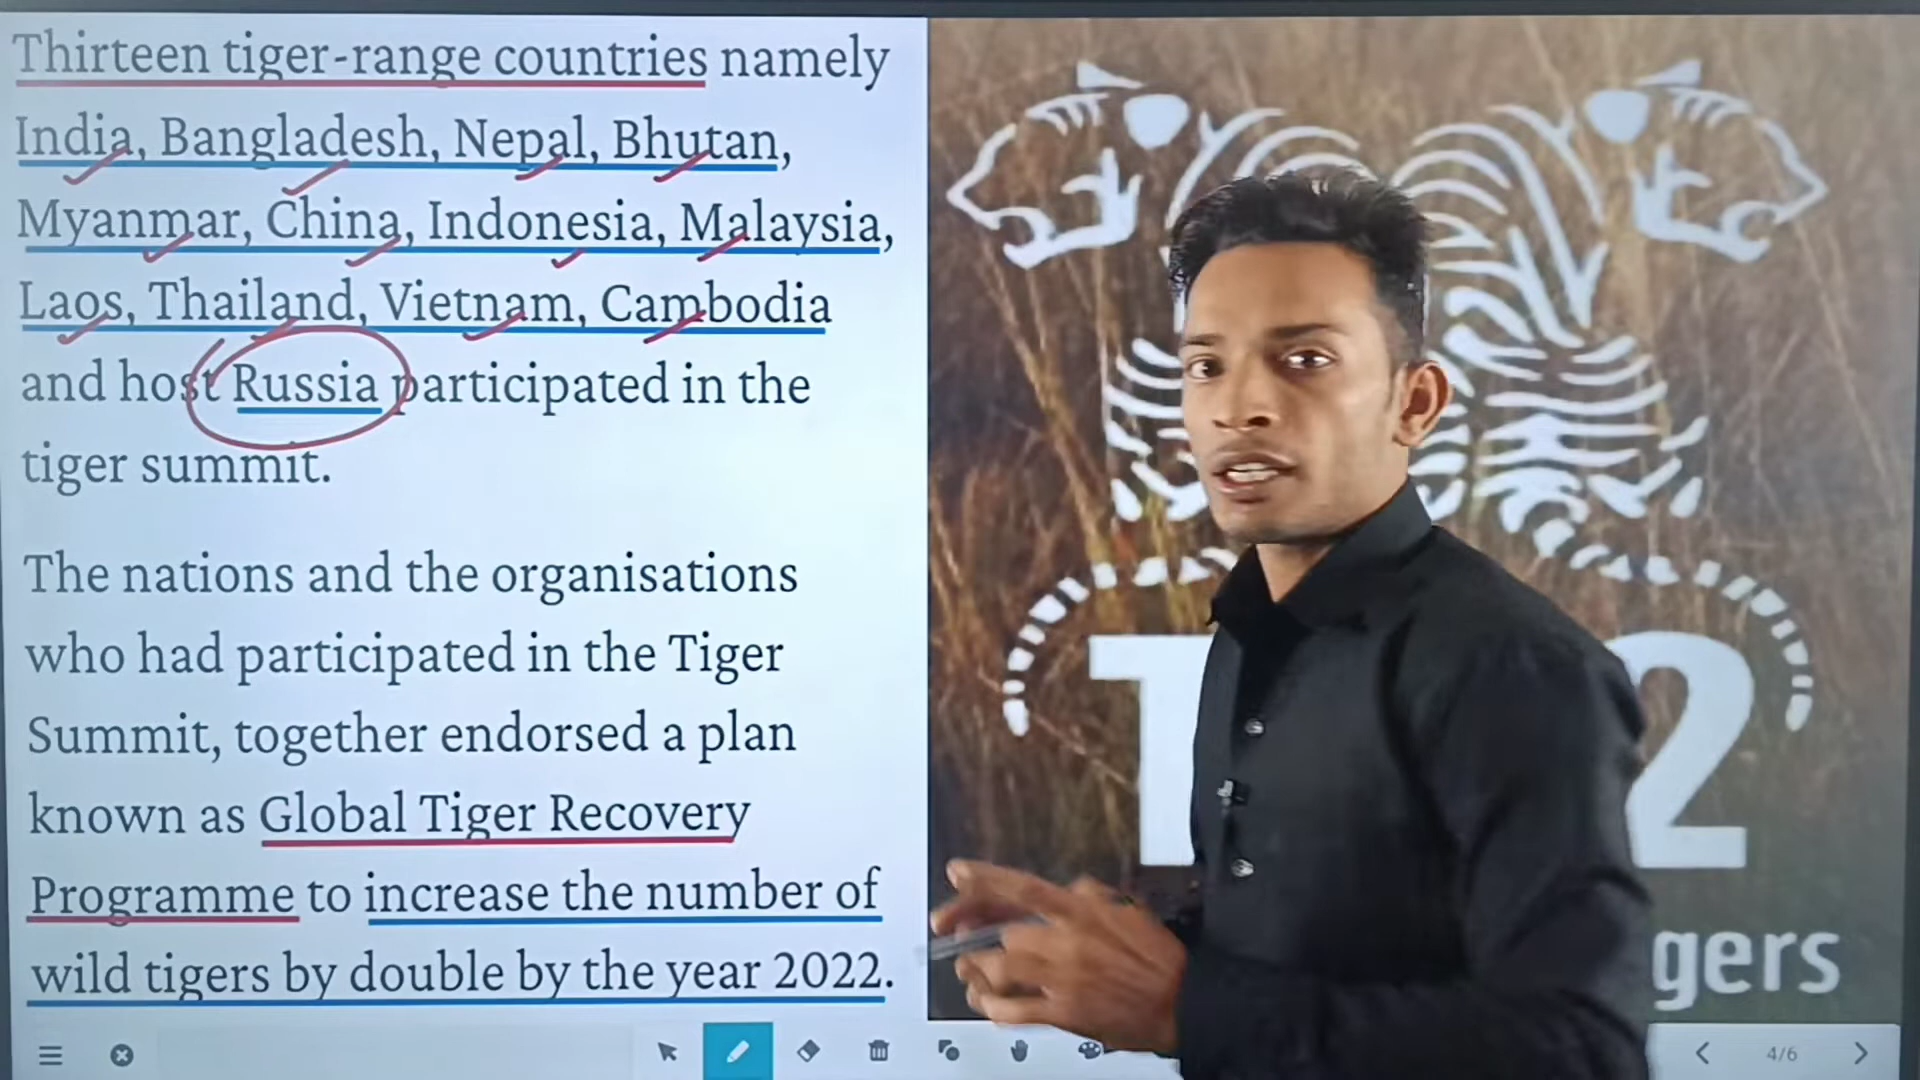 Thirteen tiger-range countries namely
India, Bangladesh, Nepal, Bhutan,
Myanmar, China, Indonesia, Malaysia,
Laos, Thailand, Vietnam, Cambodia
and host Russia participated in the
tiger summit.
The nations and the organisations
who had participated in the Tiger
Summit, together endorsed a plan
known as Global Tiger Recovery
Programme to increase the number of
wild tigers by double by the year 2022.
T 2
gers
4/6